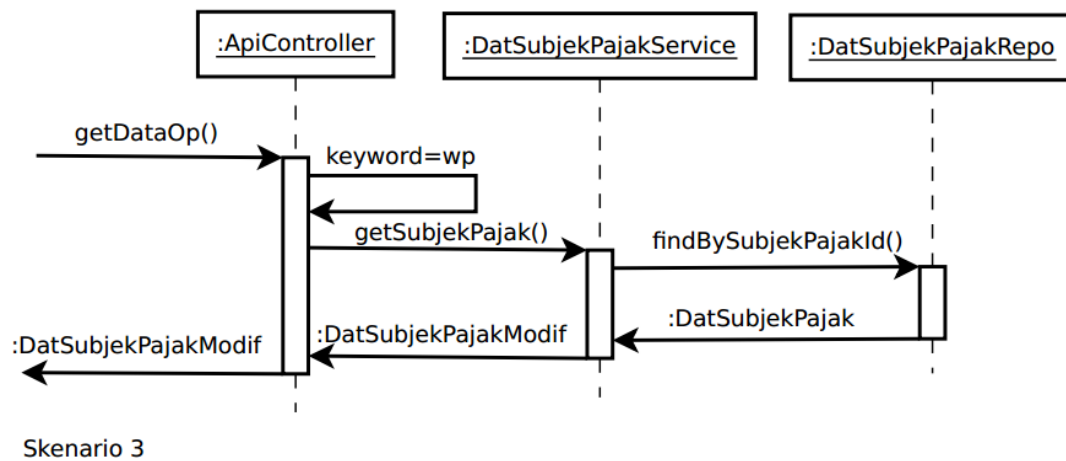 :ApiController
:DatSubjekPajakService
:DatSubjekPajakRepo
getDataOp()
keyword=wp
getSubjekPajak()
findBySubjekPajakId()
:DatSubjekPajak
:DatSubjekPajakModif
:DatSubjekPajakModif
Skenario 3